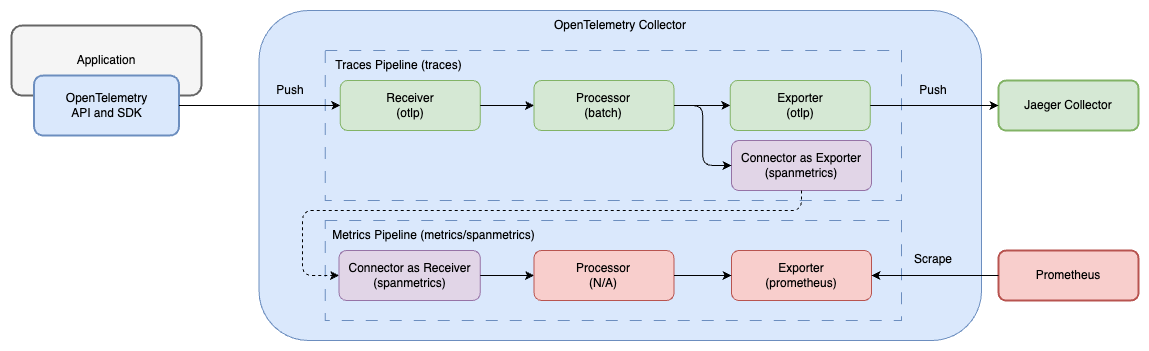 OpenTelemetry Collector
Application
OpenTelemetry
API and SDK
Push
Traces Pipeline (traces)
Receiver
(otlp)
Processor
(batch)
Exporter
(otlp)
Push
Jaeger Collector
Connector as Exporter
(spanmetrics)
Metrics Pipeline (metrics/spanmetrics)
Connector as Receiver
(spanmetrics)
Processor
(N/A)
Exporter
(prometheus)
Scrape
Prometheus